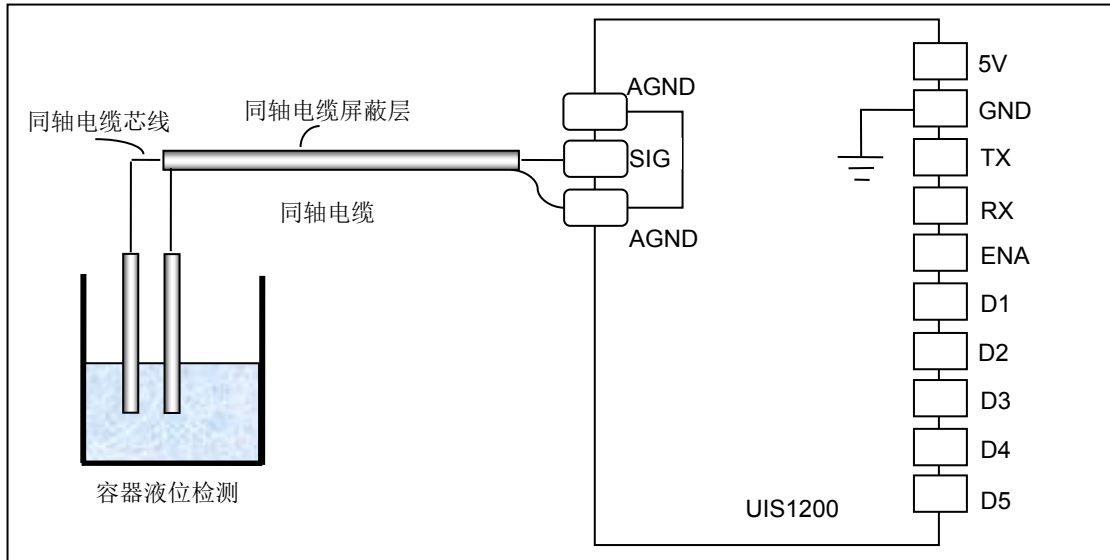 同轴电缆芯线
同轴电缆屏蔽层
同轴电缆
容器液位检测
AGND
SIG
AGND
UIS1200
5V
GND
TX
RX
ENA
D1
D2
D3
D4
D5